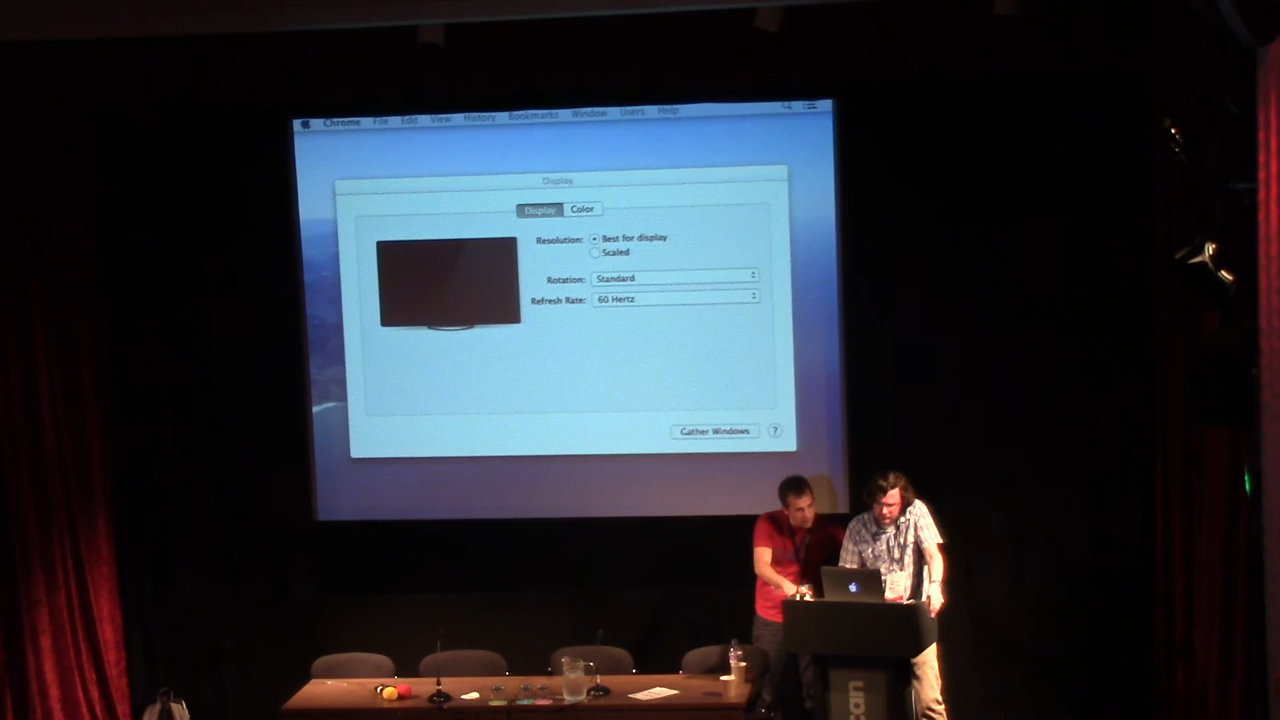 Chrome File Edit View History Bookmarks Window Users Help
Display
Display Color
Resolution: Best for display
Scaled
Rotation: Standard
Refresh Rate: 60 Hertz
Gather Windows ?
can